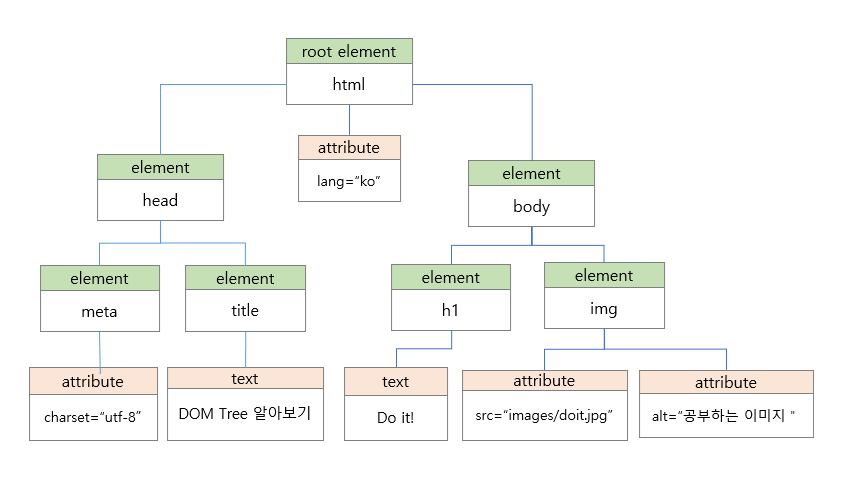 root element
html
attribute
lang=“ko”
element
head
element
body
element
meta
element
title
element
h1
element
img
attribute
charset=“utf-8”
text
DOM Tree 알아보기
text
Do it!
attribute
src=“images/doit.jpg”
attribute
alt=“공부하는 이미지 "